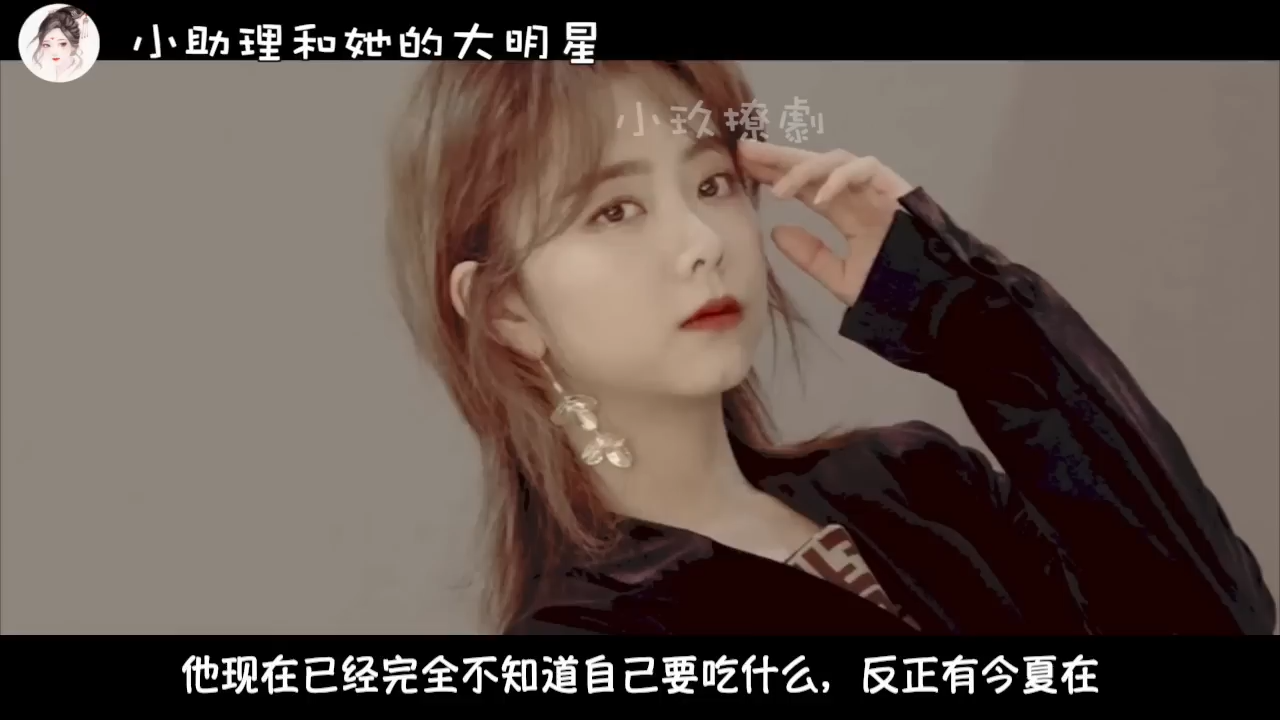 小助理和她的大明星
小玖撩劇
他现在已经完全不知道自己要吃什么，反正有今夏在